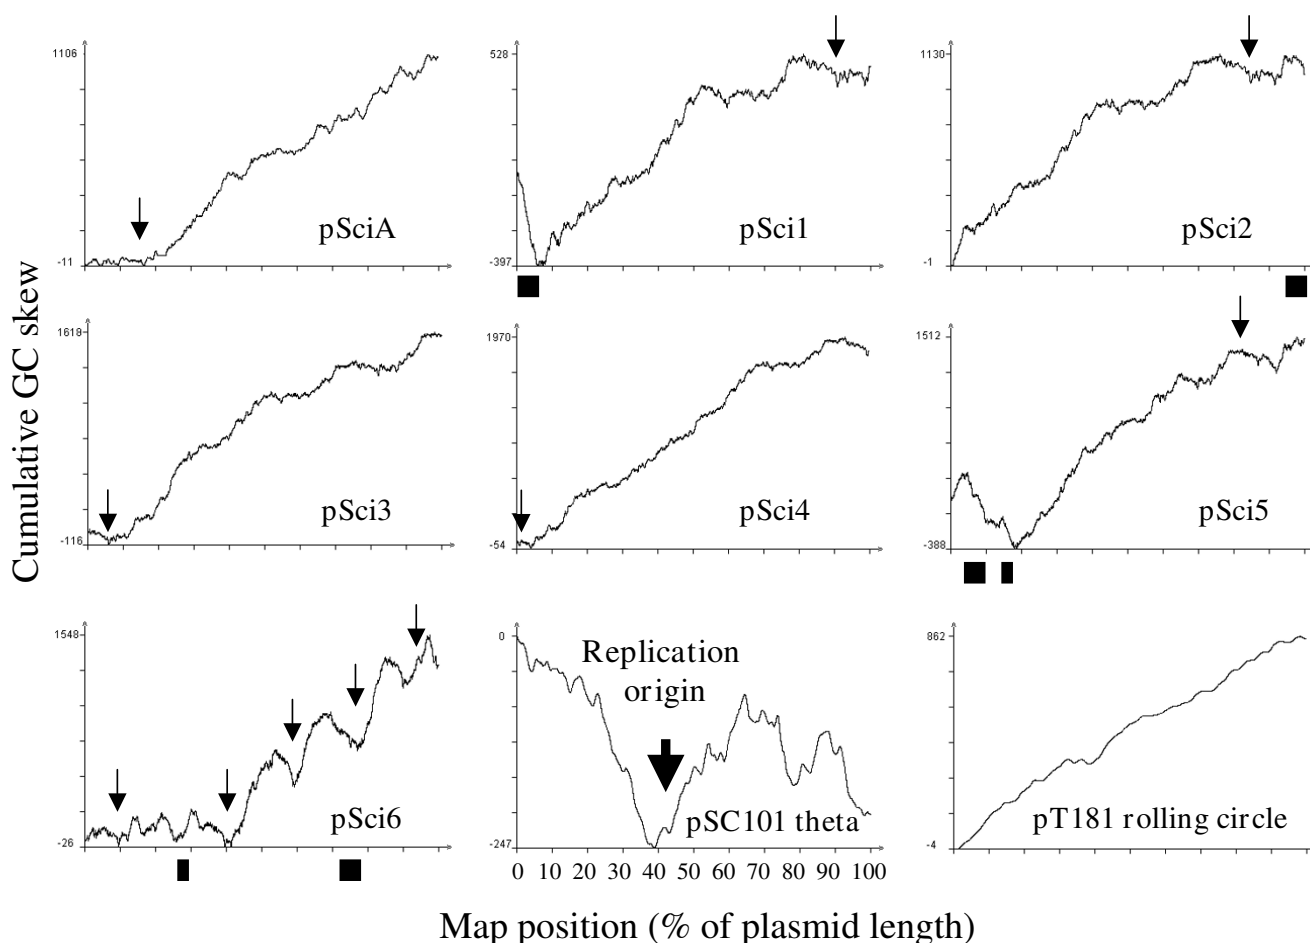 1106
pSciA
-11
528
pSci1
-397
1130
pSci2
-1
Cumulative GC skew
1618
pSci3
-116
1970
pSci4
-54
1512
pSci5
-388
1548
pSci6
-26
0
Replication
origin
pSC101 theta
-247
0 10 20 30 40 50 60 70 80 90 100
862
pT181 rolling circle
-4
Map position (% of plasmid length)